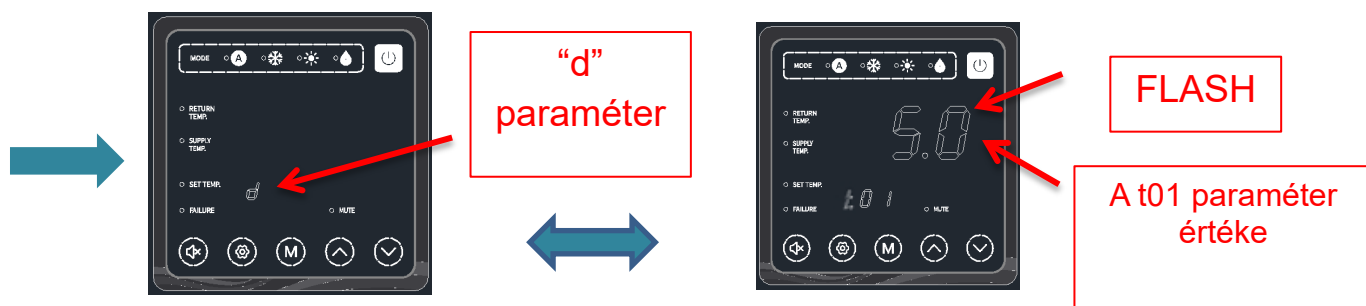 MODE A
RETURN
TEMP.
SUPPLY
TEMP.
SET TEMP.
d
FAILURE
MUTE
M
“d”
paraméter
MODE A
RETURN
TEMP.
5.0
SUPPLY
TEMP.
SET TEMP.
t01
FAILURE
MUTE
M
FLASH
A t01 paraméter
értéke